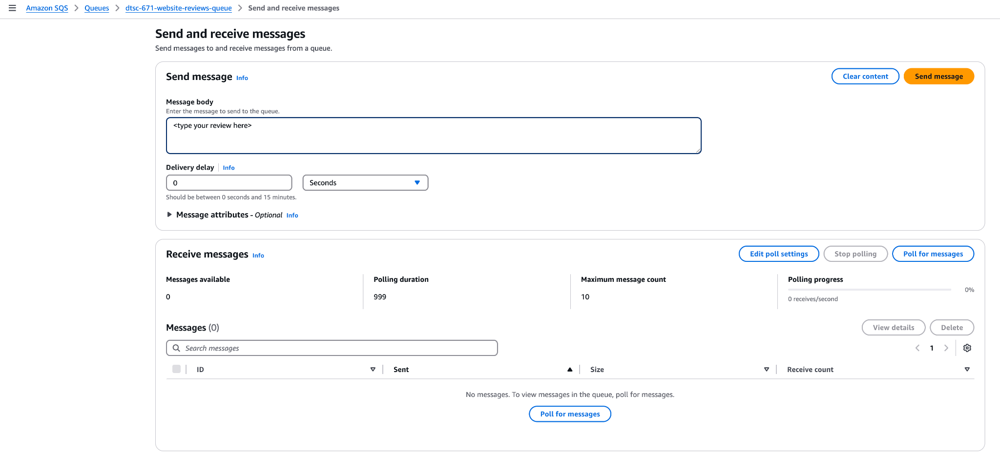 Amazon SQS > Queues > dtsc-671-website-reviews-queue > Send and receive messages
Send and receive messages
Send messages to and receive messages from a queue.
Send message Info
Clear content Send message
Message body
Enter the message to send to the queue.
<type your review here>
Delivery delay Info
0 Seconds
Should be between 0 seconds and 15 minutes.
Message attributes - Optional Info
Receive messages Info
Edit poll settings Stop polling Poll for messages
Messages available Polling duration Maximum message count Polling progress
0 999 10 0%
0 receives/second
Messages (0)
View details Delete
Search messages
1
ID Sent Size Receive count
No messages. To view messages in the queue, poll for messages.
Poll for messages